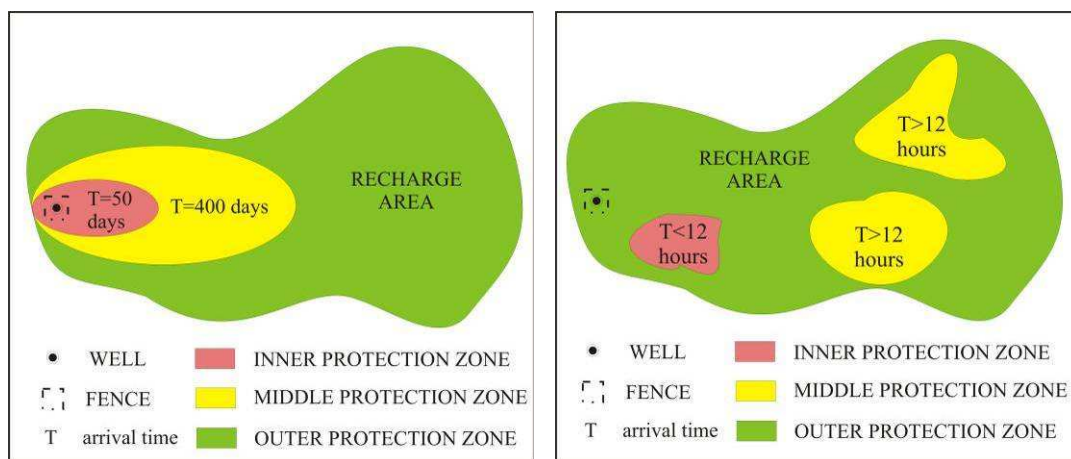 T=50
days
T=400 days
RECHARGE
AREA
WELL
INNER PROTECTION ZONE
FENCE
MIDDLE PROTECTION ZONE
T
arrival time
OUTER PROTECTION ZONE
T>12
hours
RECHARGE
AREA
T<12
hours
T>12
hours
WELL
INNER PROTECTION ZONE
FENCE
MIDDLE PROTECTION ZONE
T
arrival time
OUTER PROTECTION ZONE